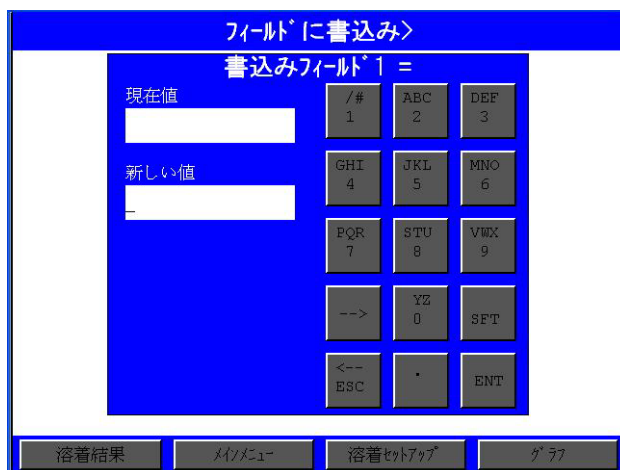 ﾌｨｰﾙﾄﾞに書込み>
書込みﾌｨｰﾙﾄﾞ1 =
現在値
新しい値
_
/#
1
ABC
2
DEF
3
GHI
4
JKL
5
MNO
6
PQR
7
STU
8
VWX
9
-->
YZ
0
SFT
<--
ESC
.
ENT
溶着結果
ﾒｲﾝﾒﾆｭｰ
溶着ｾｯﾄｱｯﾌﾟ
ｸﾞﾗﾌ